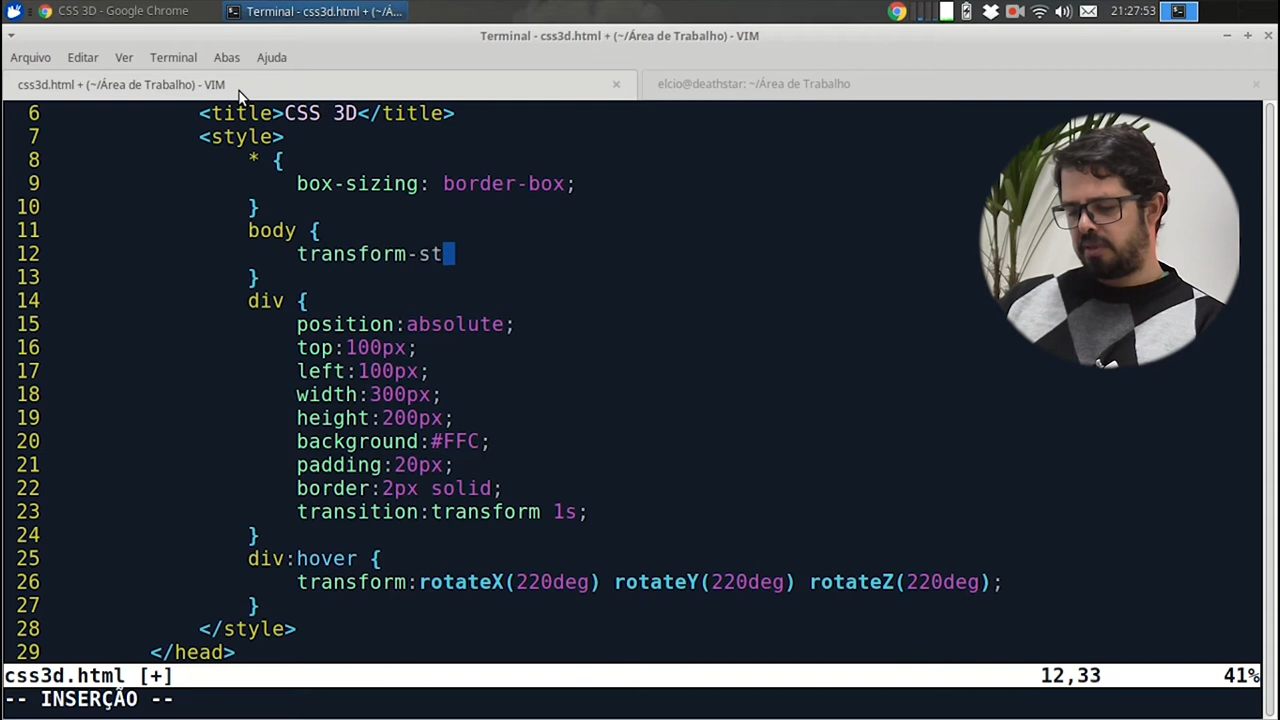 CSS 3D - Google Chrome
Terminal - css3d.html + (~/Á...
21:27:53
Terminal - css3d.html + (~/Área de Trabalho) - VIM
Arquivo Editar Ver Terminal Abas Ajuda
css3d.html + (~/Área de Trabalho) - VIM
elcio@deathstar: ~/Área de Trabalho
6 <title>CSS 3D</title>
7 <style>
8 * {
9 box-sizing: border-box;
10 }
11 body {
12 transform-st
13 }
14 div {
15 position:absolute;
16 top:100px;
17 left:100px;
18 width:300px;
19 height:200px;
20 background:#FFC;
21 padding:20px;
22 border:2px solid;
23 transition:transform 1s;
24 }
25 div:hover {
26 transform:rotateX(220deg) rotateY(220deg) rotateZ(220deg);
27 }
28 </style>
29 </head>
css3d.html [+] 12,33 41%
-- INSERÇÃO --